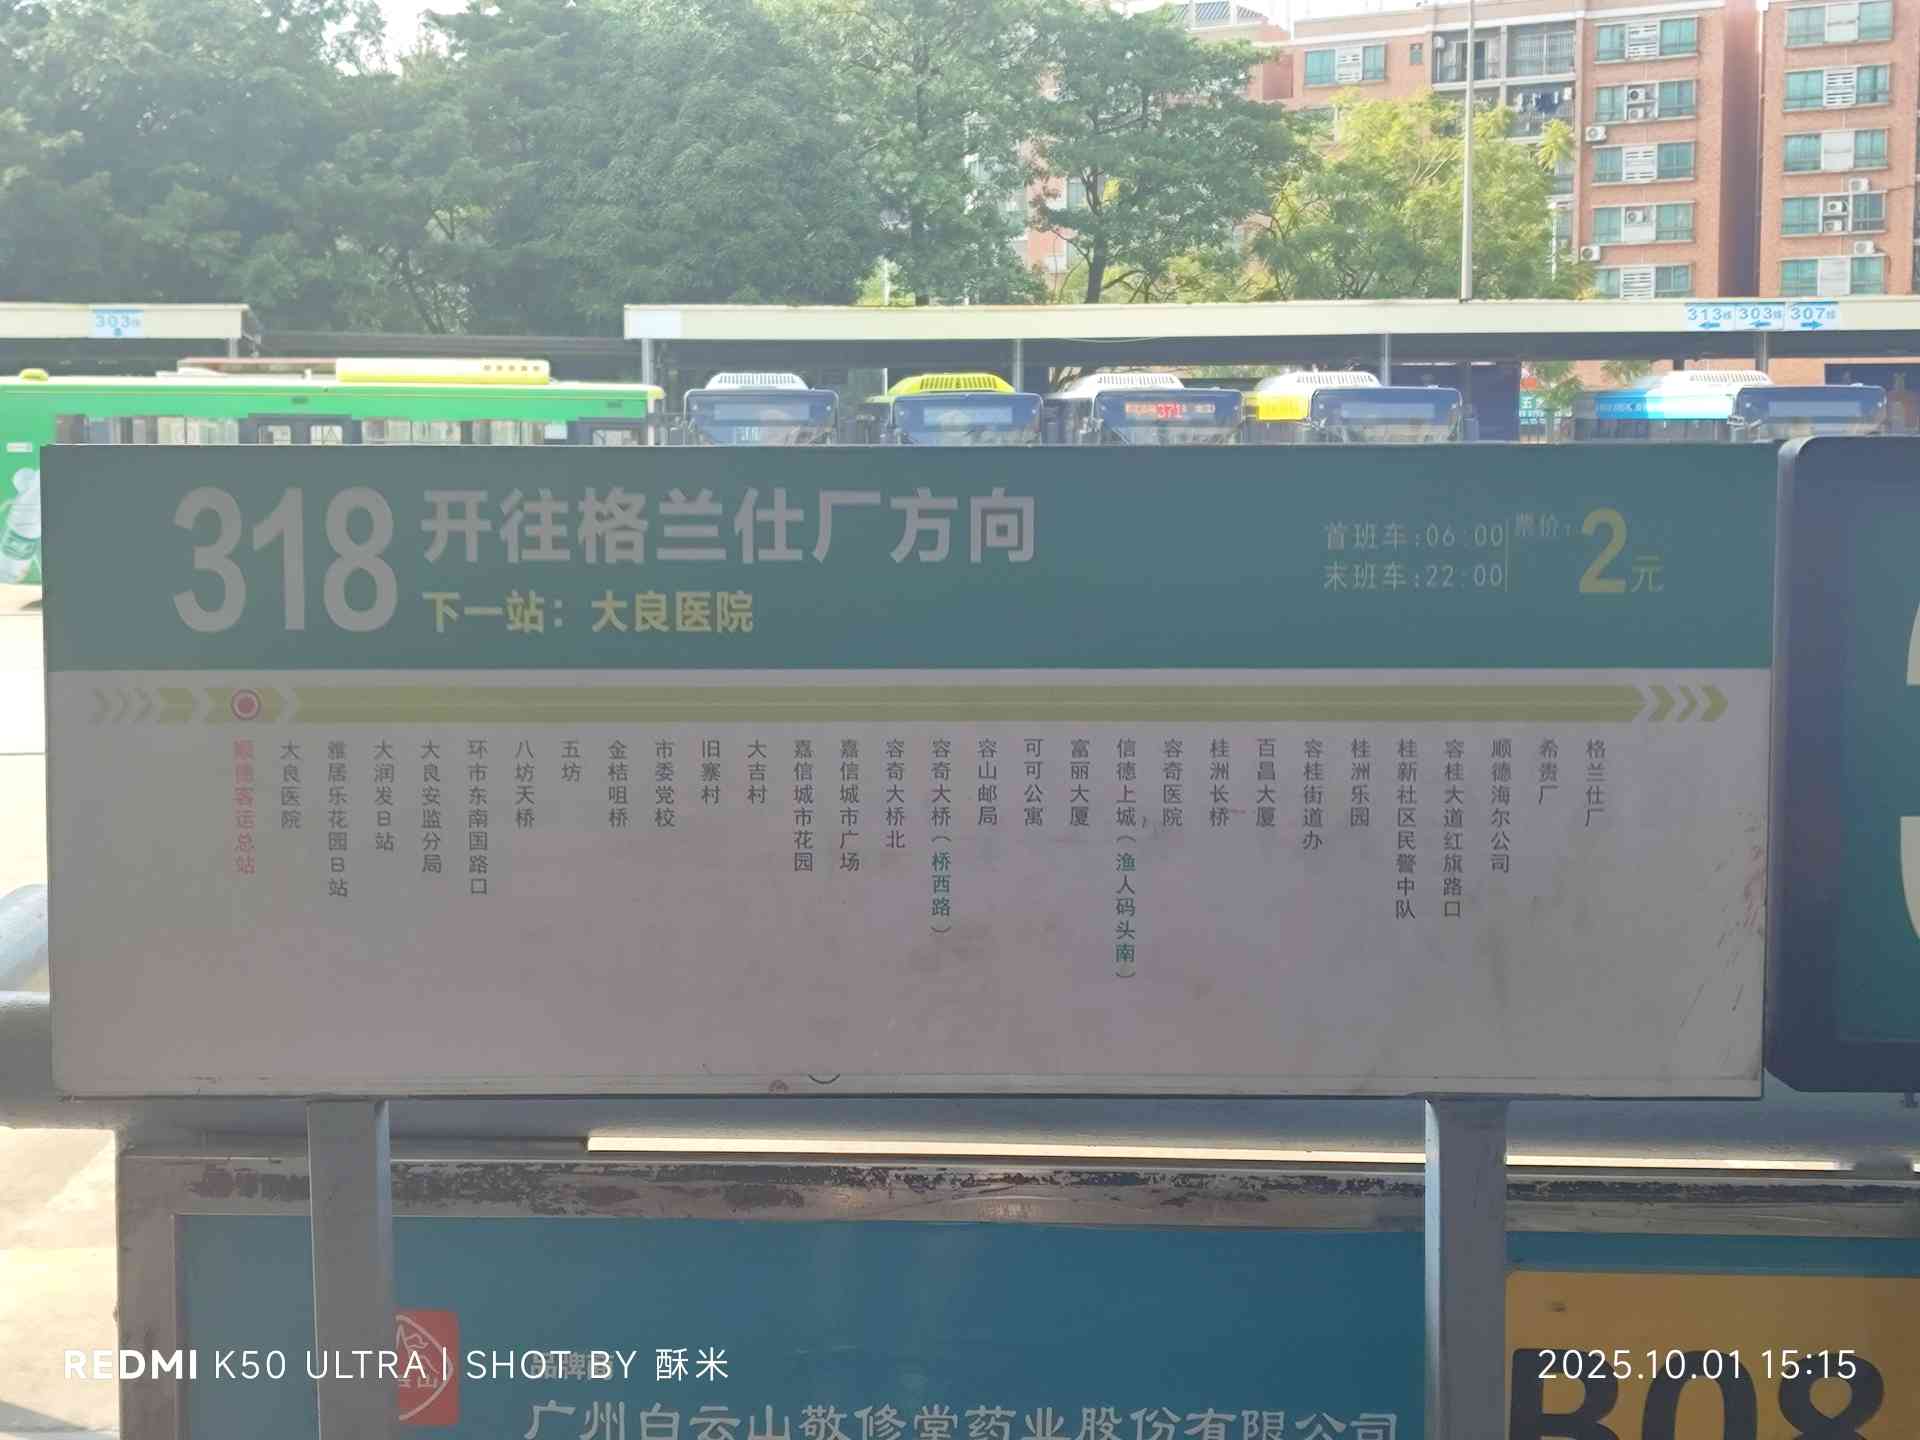 303线
313线
303线
307线
371
318
开往格兰仕厂方向
下一站：大良医院
首班车:06:00
末班车:22:00
票价:
2元
顺德客运总站
大良医院
雅居乐花园B站
大润发B站
大良安监分局
环市东南国路口
八坊天桥
五坊
金桔咀桥
市委党校
旧寨村
大吉村
嘉信城市花园
嘉信城市广场
容奇大桥北
容奇大桥（桥西路）
容山邮局
可可公寓
富丽大厦
信德上城（渔人码头南）
容奇医院
桂洲长桥
百昌大厦
容桂街道办
桂洲乐园
桂新社区民警中队
容桂大道红旗路口
顺德海尔公司
希贵厂
格兰仕厂
品牌商
广州白云山敬修堂药业股份有限公司
B08
REDMI K50 ULTRA | SHOT BY 酥米
2025.10.01 15:15